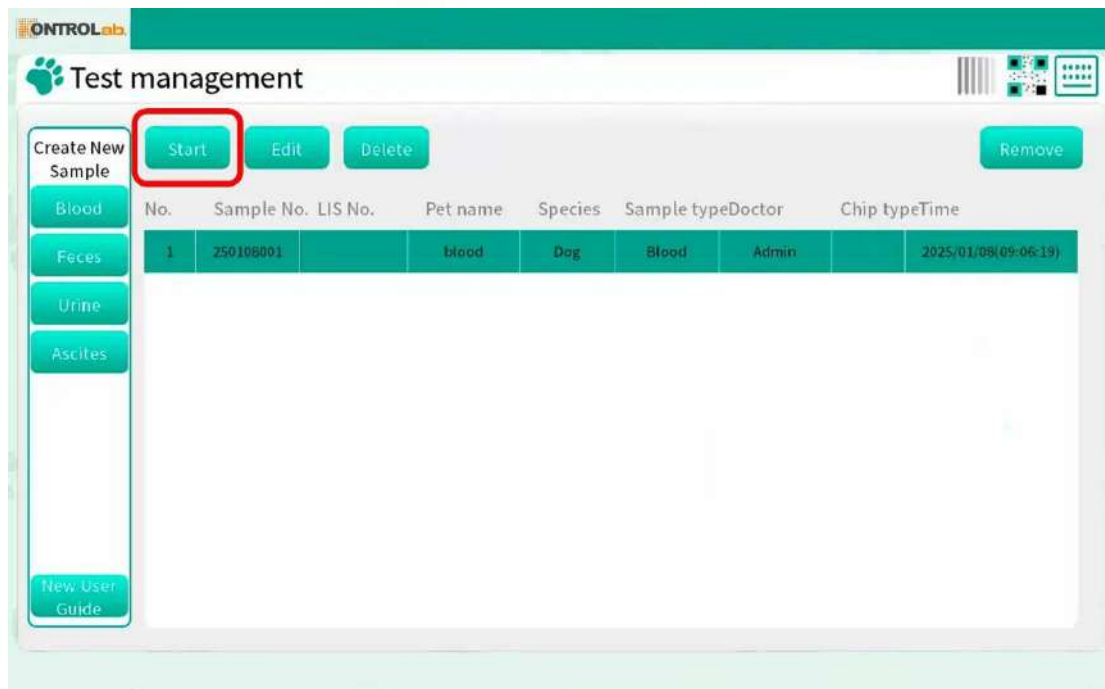 KONTROLab.
Test management
Create New
Sample
Start Edit Delete Remove
Blood
Feces
Urine
Ascites
New User
Guide
No. Sample No. LIS No. Pet name Species Sample type Doctor Chip type Time
1 250108001 blood Dog Blood Admin 2025/01/08(09:06:19)